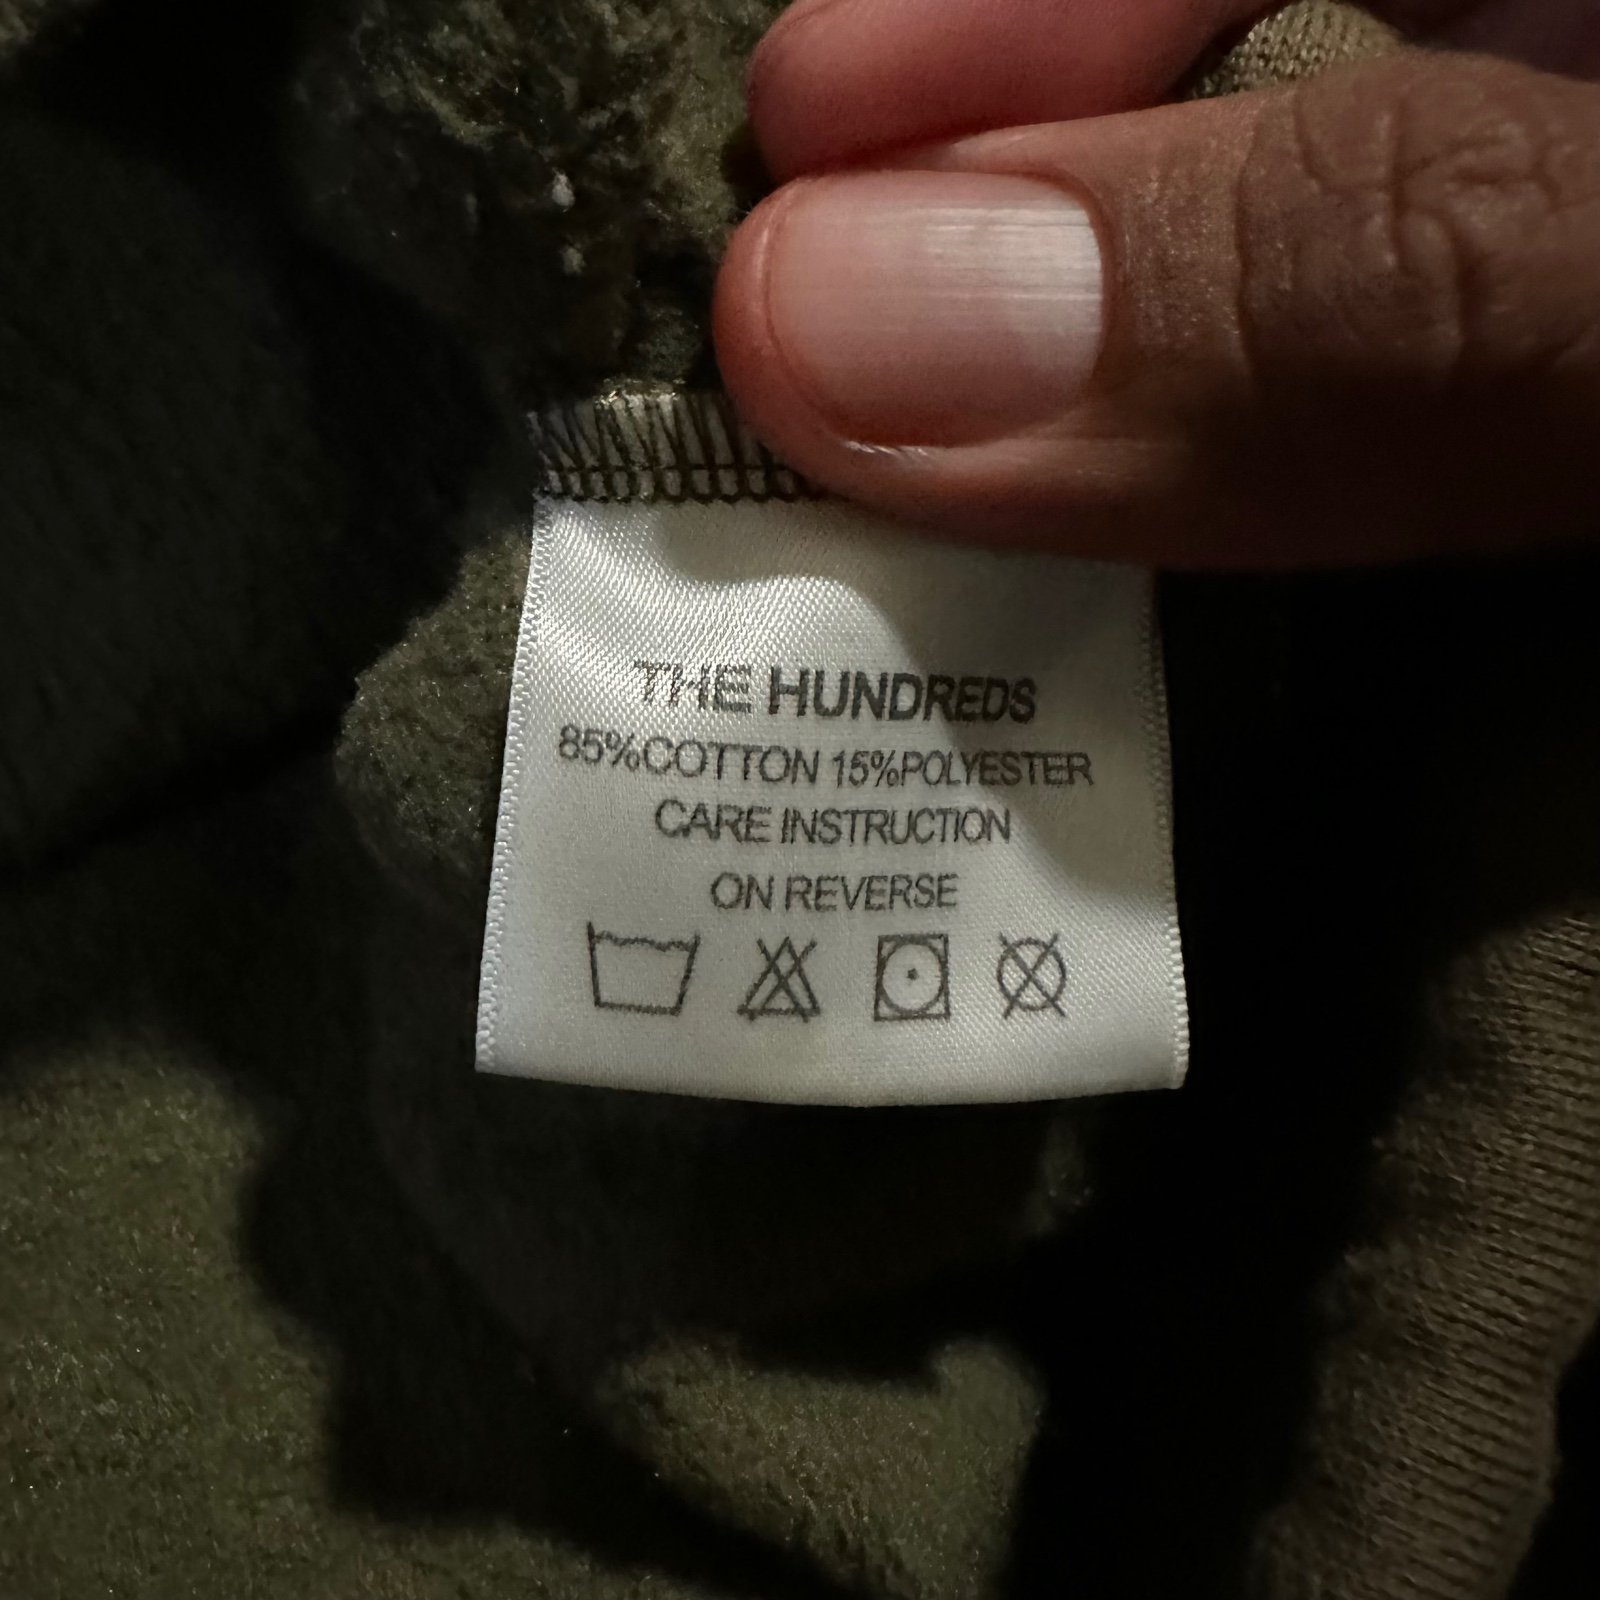 THE HUNDREDS
85%COTTON 15%POLYESTER
CARE INSTRUCTION
ON REVERSE